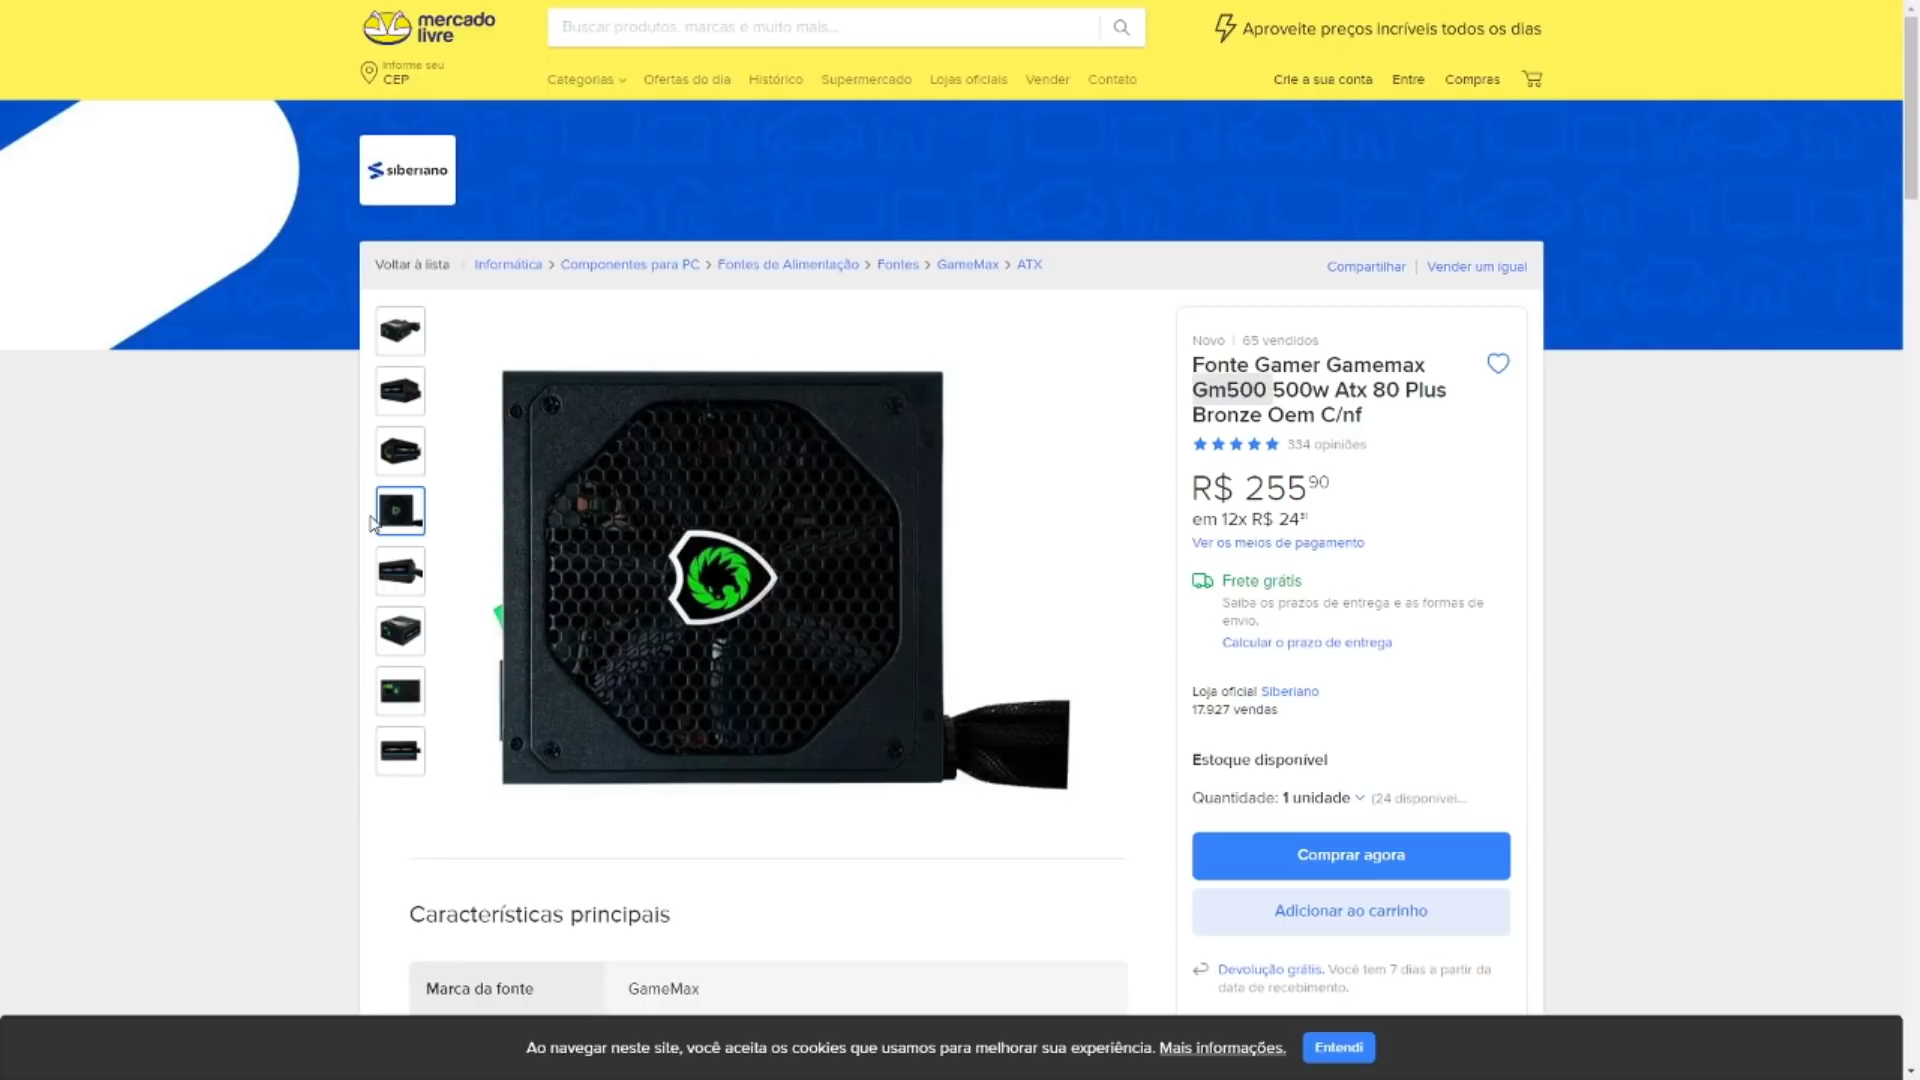 mercado
livre
Buscar produtos, marcas e muito mais...
Aproveite preços incríveis todos os dias
Informe seu
CEP
Categorias
Ofertas do dia
Histórico
Supermercado
Lojas oficiais
Vender
Contato
Crie a sua conta
Entre
Compras
siberiano
Voltar à lista
Informática > Componentes para PC > Fontes de Alimentação > Fontes > GameMax > ATX
Compartilhar | Vender um igual
Novo | 65 vendidos
Fonte Gamer Gamemax
Gm500 500w Atx 80 Plus
Bronze Oem C/nf
334 opiniões
R$ 255 90
em 12x R$ 24 31
Ver os meios de pagamento
Frete grátis
Saiba os prazos de entrega e as formas de
envio.
Calcular o prazo de entrega
Loja oficial Siberiano
17.927 vendas
Estoque disponível
Quantidade: 1 unidade (24 disponívei...
Comprar agora
Adicionar ao carrinho
Devolução grátis. Você tem 7 dias a partir da
data de recebimento.
Características principais
Marca da fonte
GameMax
Ao navegar neste site, você aceita os cookies que usamos para melhorar sua experiência. Mais informações.
Entendi